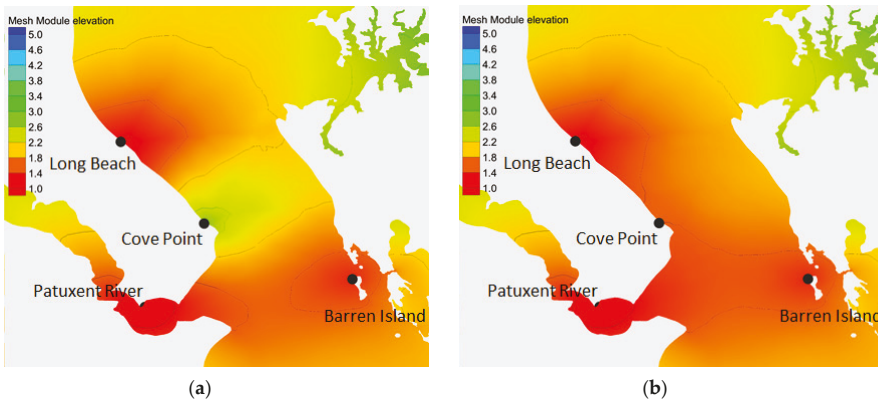 Mesh Module elevation
5.0
4.6
4.2
3.8
3.4
3.0
2.6
2.2
1.8
1.4
1.0
Long Beach
Cove Point
Patuxent River
Barren Island
(a)
Mesh Module elevation
5.0
4.6
4.2
3.8
3.4
3.0
2.6
2.2
1.8
1.4
1.0
Long Beach
Cove Point
Patuxent River
Barren Island
(b)